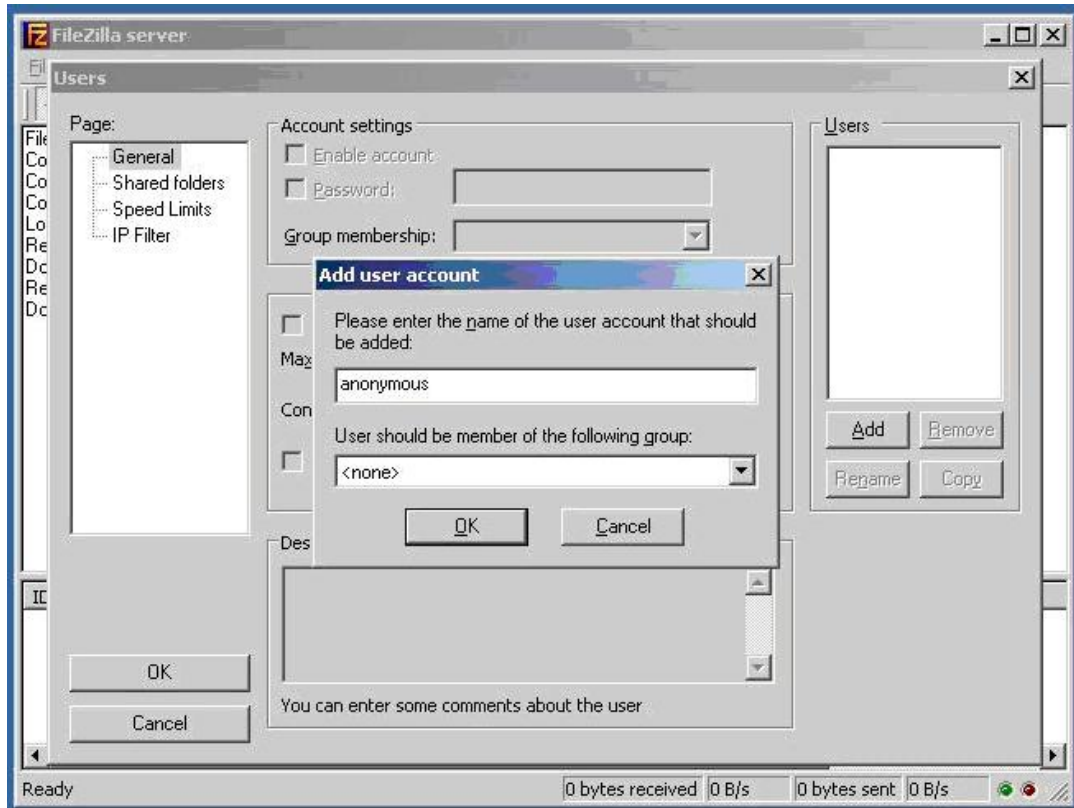 FileZilla server
Users
Page:
General
Shared folders
Speed Limits
IP Filter
Account settings
Enable account
Password:
Group membership:
Users
Add user account
Please enter the name of the user account that should
be added:
anonymous
User should be member of the following group:
<none>
OK
Cancel
Add
Remove
Rename
Copy
OK
Cancel
You can enter some comments about the user
Ready
0 bytes received
0 B/s
0 bytes sent
0 B/s